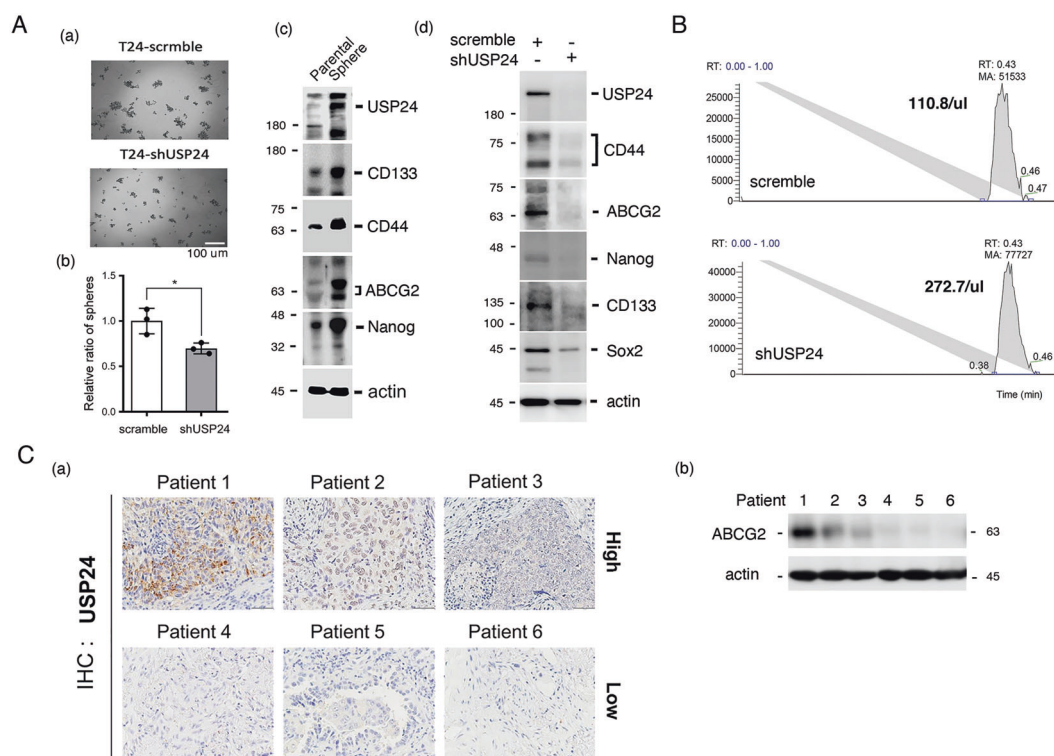 A
(a)
T24-scrmble
T24-shUSP24
100 um
(b)
Relative ratio of spheres
1.5
1.0
0.5
0.0
*
scramble shUSP24
(c)
Parental Sphere
USP24
180
180
CD133
75
63
CD44
ABCG2
48
32
Nanog
45
actin
(d)
scremble + -
shUSP24 - +
USP24
180
75
CD44
75
63
ABCG2
48
Nanog
135
100
CD133
45
Sox2
45
actin
B
RT: 0.00 - 1.00
RT: 0.43
MA: 51533
110.8/ul
25000
20000
15000
10000
5000
0
0.46
0.47
scremble
RT: 0.00 - 1.00
RT: 0.43
MA: 77727
272.7/ul
40000
30000
20000
10000
0
0.38
0.46
shUSP24
Time (min)
C
(a)
IHC : USP24
Patient 1 Patient 2 Patient 3
High
Patient 4 Patient 5 Patient 6
Low
(b)
Patient 1 2 3 4 5 6
ABCG2 - - 63
actin - - 45